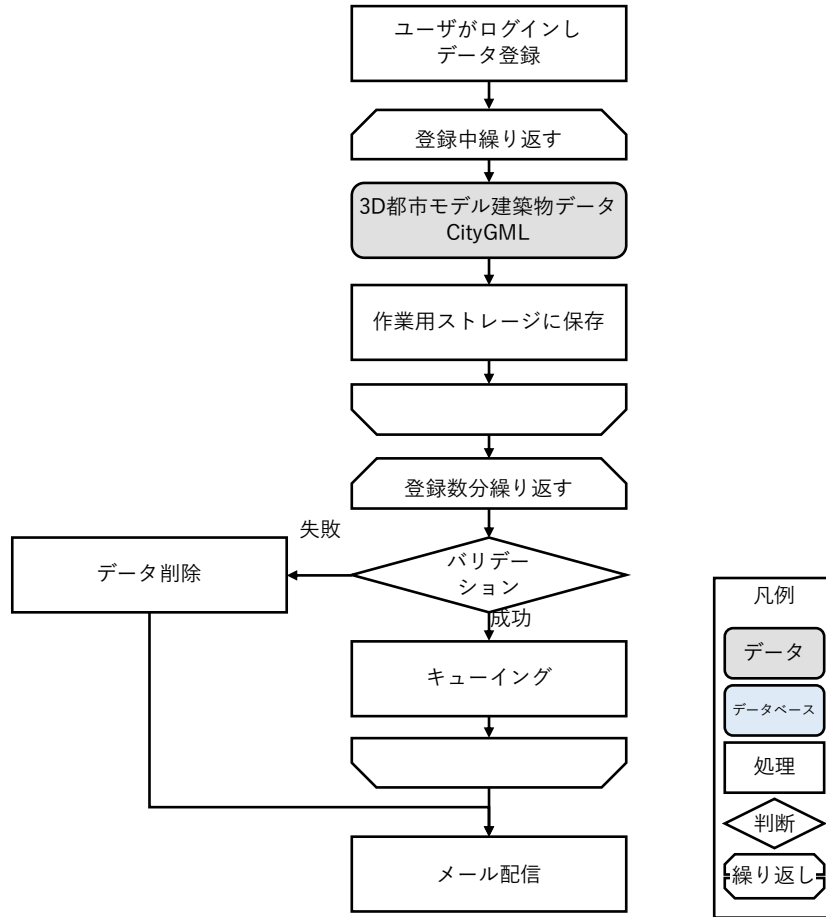 ユーザがログインし
データ登録
登録中繰り返す
3D都市モデル建築物データ
CityGML
作業用ストレージに保存
登録数分繰り返す
失敗
バリデー
ション
データ削除
成功
キューイング
メール配信
凡例
データ
データベース
処理
判断
繰り返し